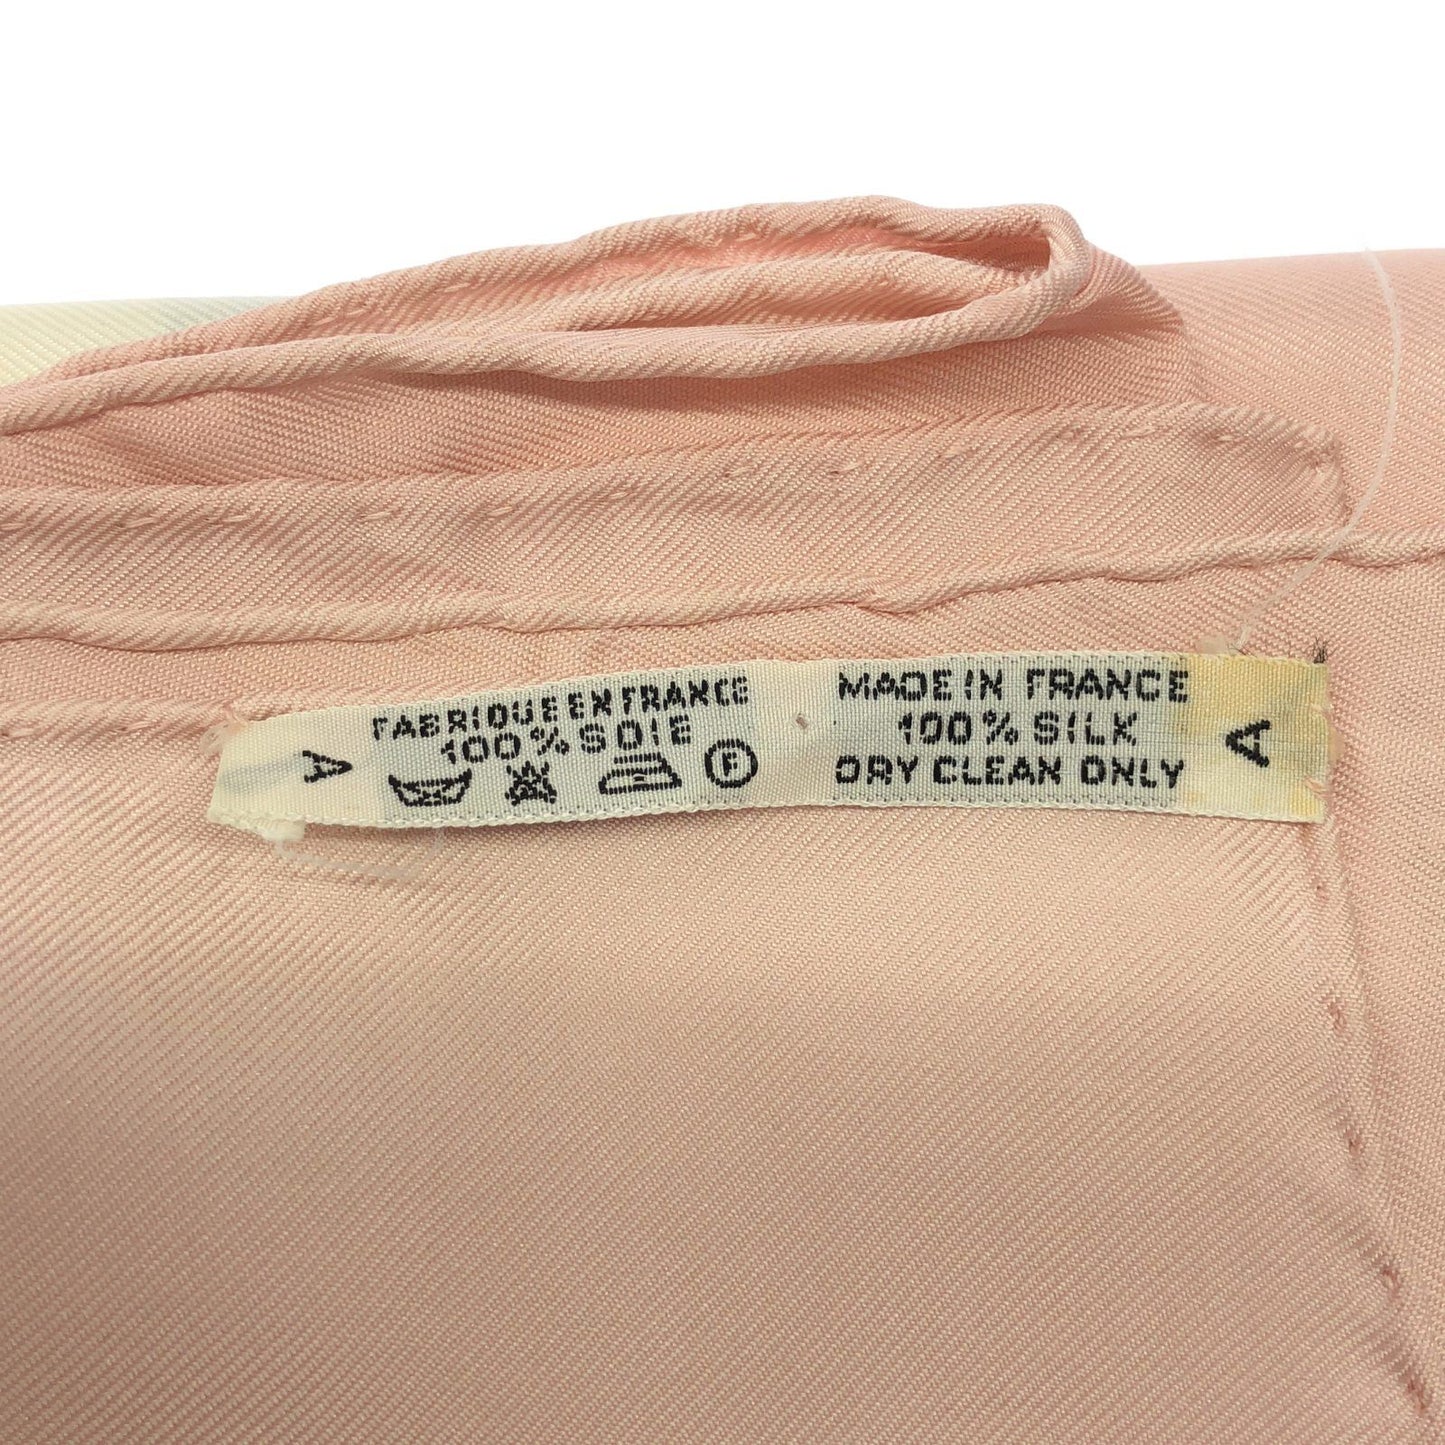 A
FABRIQUE EN FRANCE
100% SOIE
F
MADE IN FRANCE
100% SILK
DRY CLEAN ONLY
A